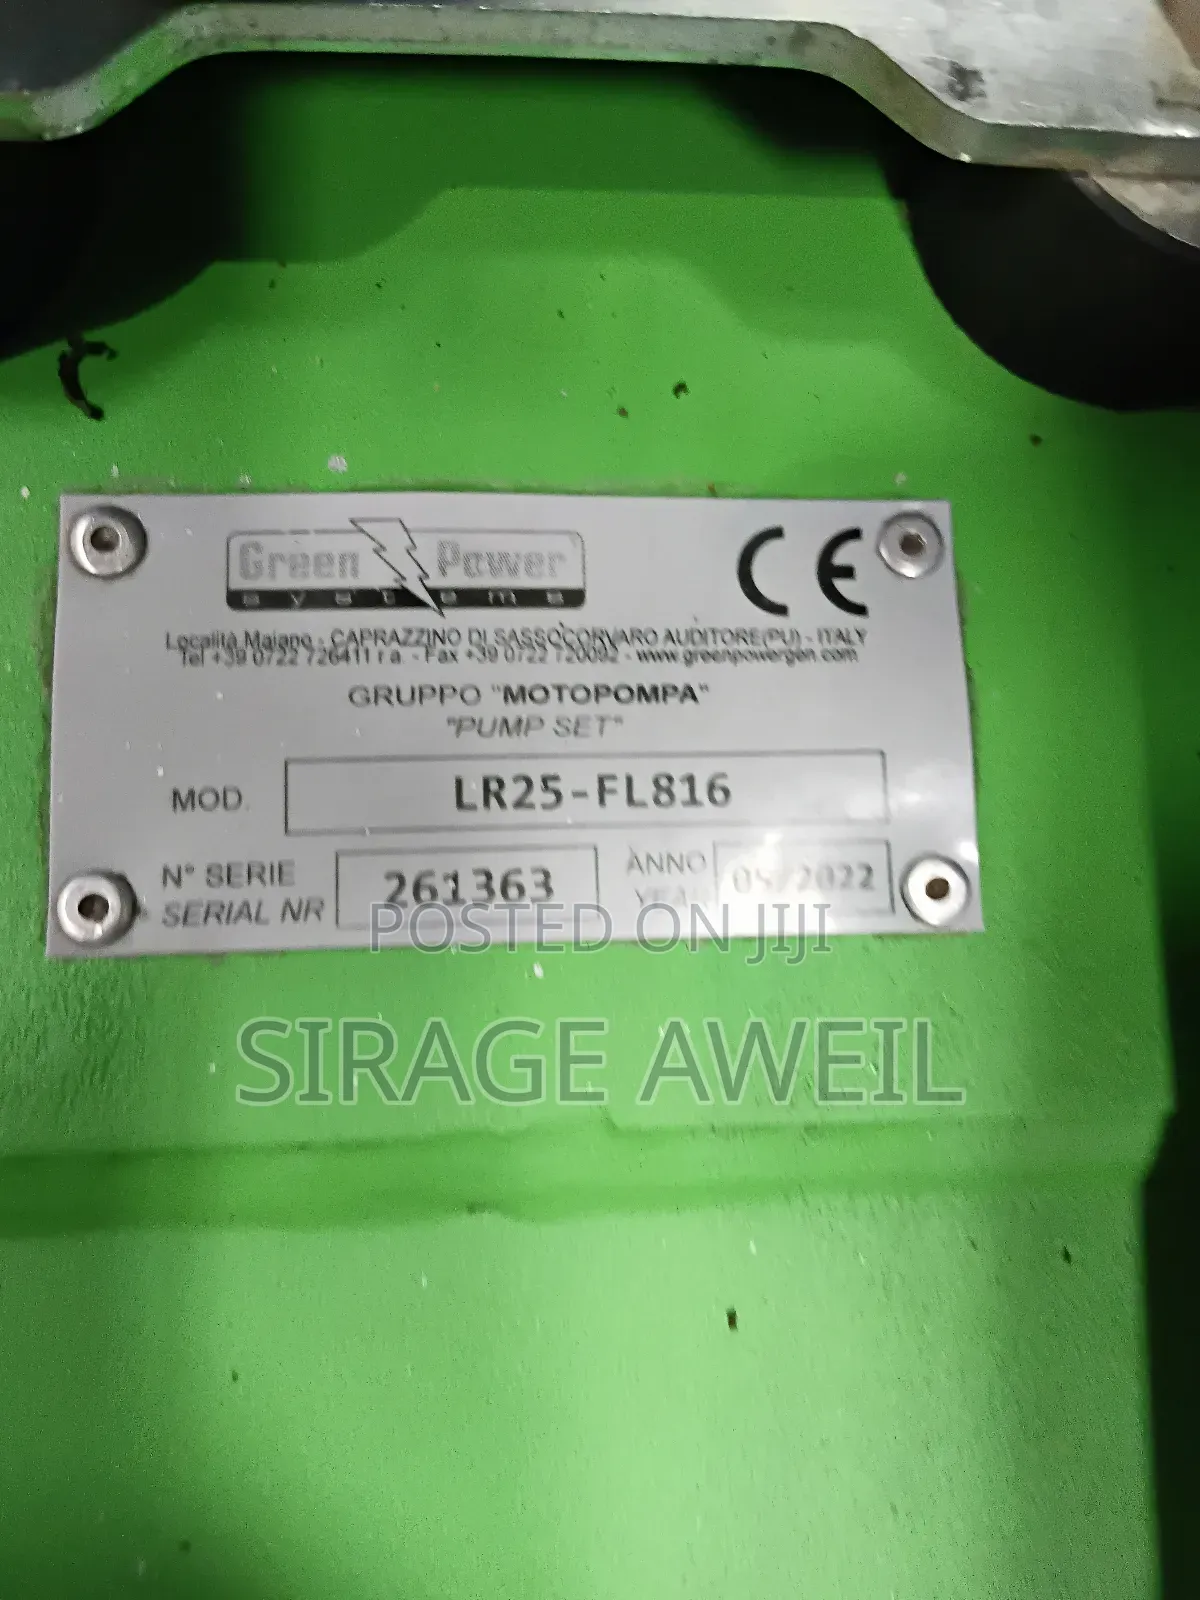 Green Power
systems
CE
Località Maiano - CAPRAZZINO DI SASSOCORVARO AUDITORE(PU) - ITALY
Tel +39 0722 726411 r.a. - Fax +39 0722 720092 - www.greenpowergen.com
GRUPPO "MOTOPOMPA"
"PUMP SET"
MOD. LR25-FL816
N° SERIE ANNO
261363 05/2022
SERIAL NR YEAR
POSTED ON JIJI
SIRAGE AWEIL